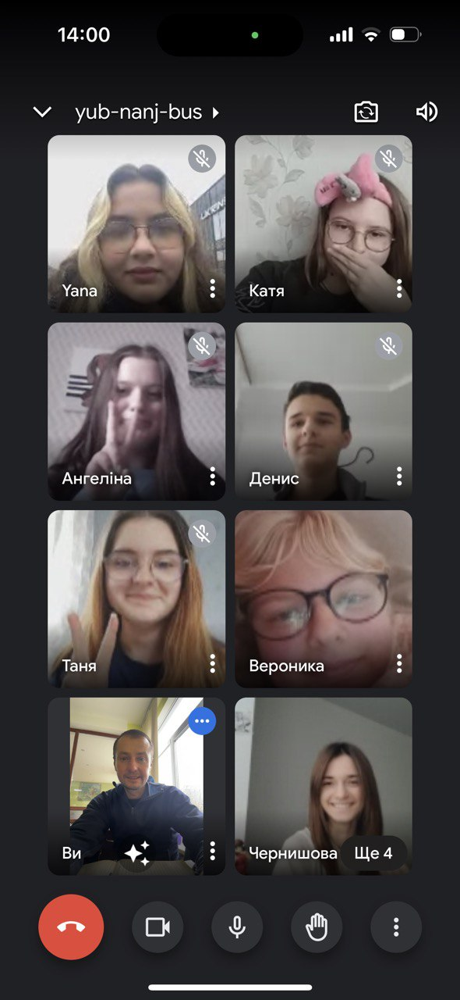 14:00
yub-nanj-bus
Yana
Катя
Ангеліна
Денис
Таня
Вероника
Ви
Чернишова
Ще 4